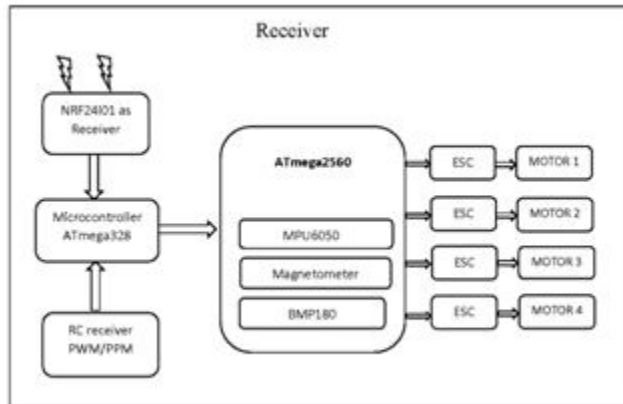 Receiver
NRF24l01 as
Receiver
Microcontroller
ATmega328
RC receiver
PWM/PPM
ATmega2560
MPU6050
Magnetometer
BMP180
ESC
MOTOR 1
ESC
MOTOR 2
ESC
MOTOR 3
ESC
MOTOR 4